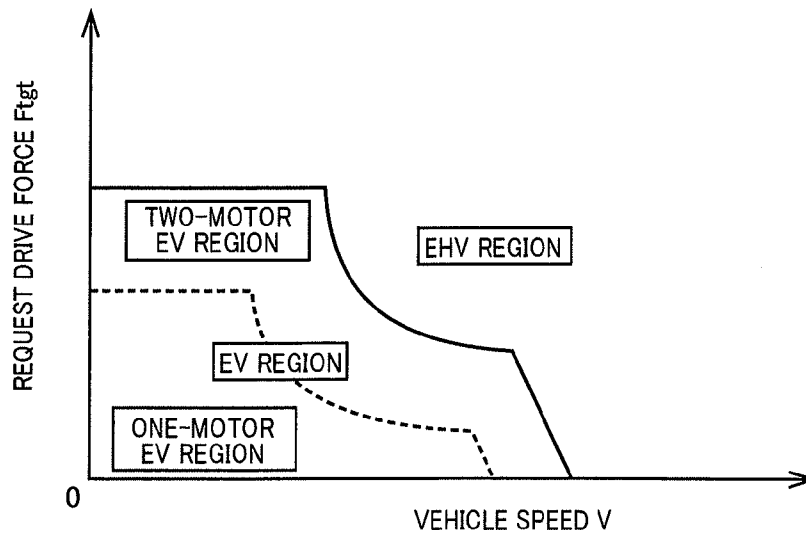 REQUEST DRIVE FORCE Ftgt
TWO-MOTOR
EV REGION
EHV REGION
EV REGION
ONE-MOTOR
EV REGION
0
VEHICLE SPEED V